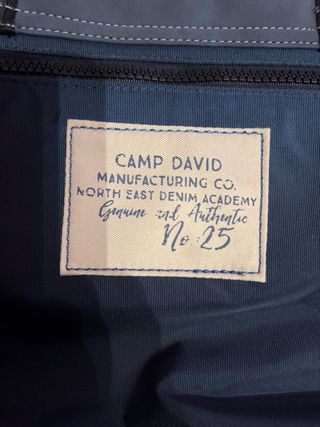 CAMP DAVID
MANUFACTURING CO.
NORTH EAST DENIM ACADEMY
Genuine and Authentic
No. 25